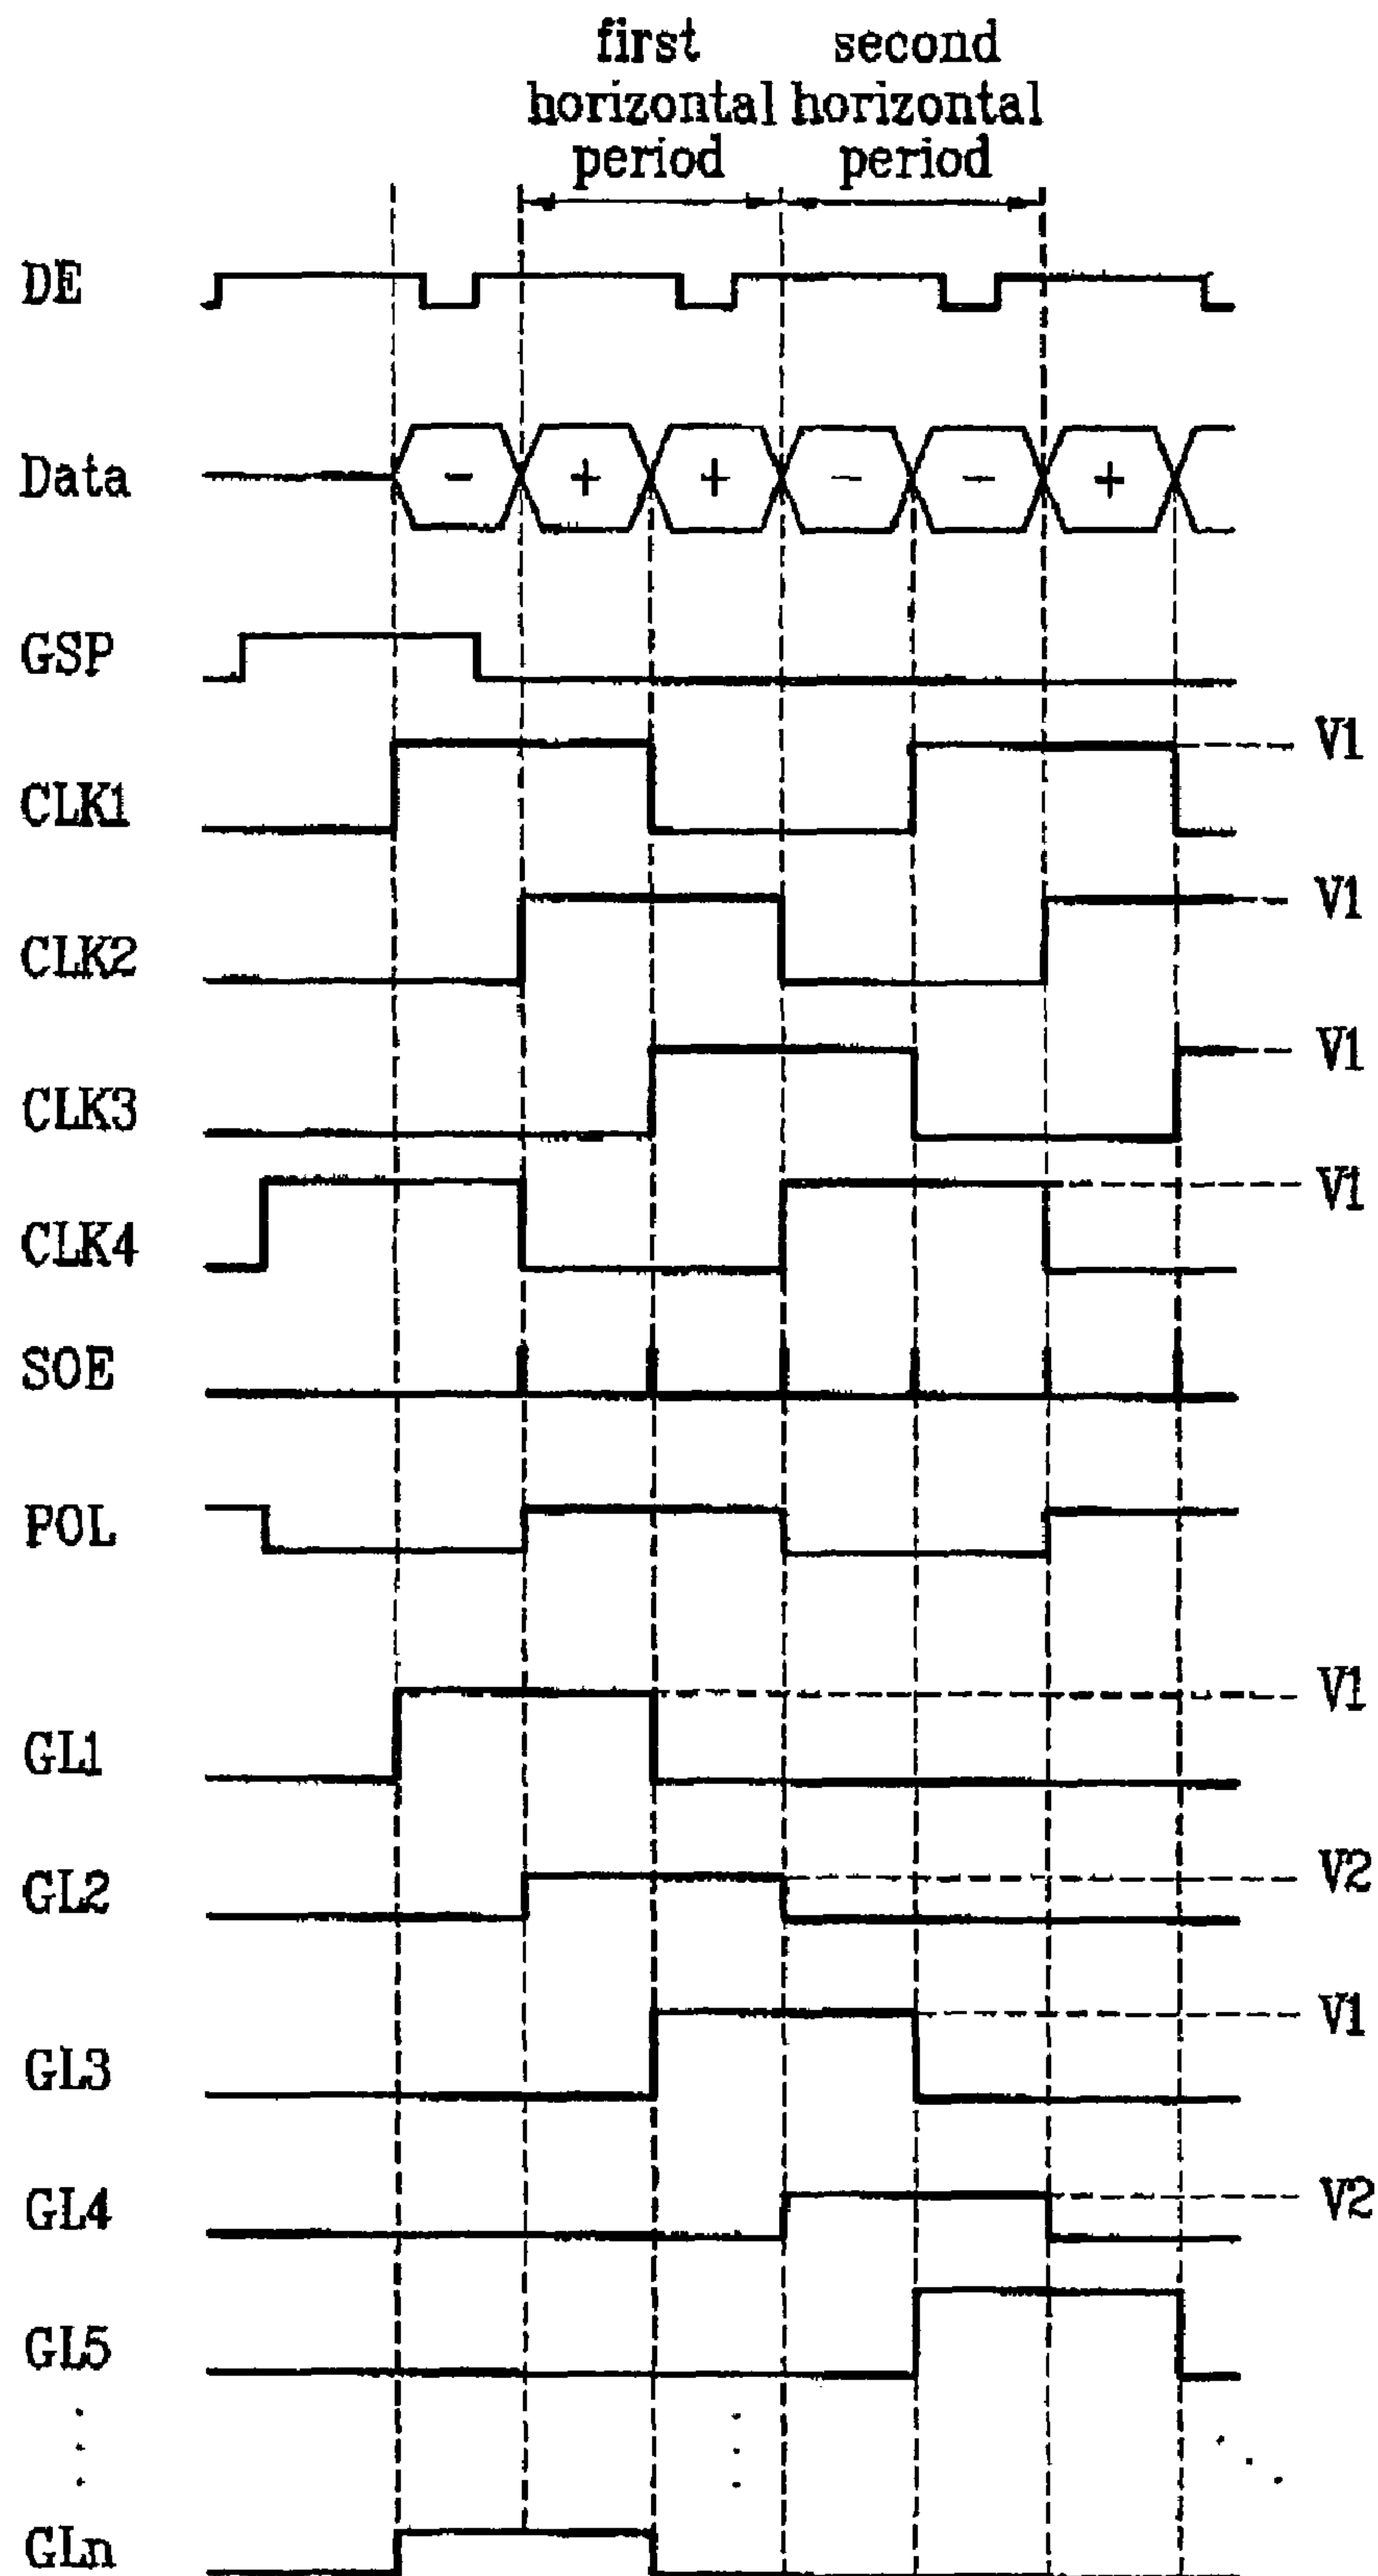 first second
horizontal horizontal
period period
DE
Data - + + - - +
GSP
V1
CLK1
V1
CLK2
V1
CLK3
V1
CLK4
SOE
POL
V1
GL1
V2
GL2
V1
GL3
V2
GL4
GL5
GLn